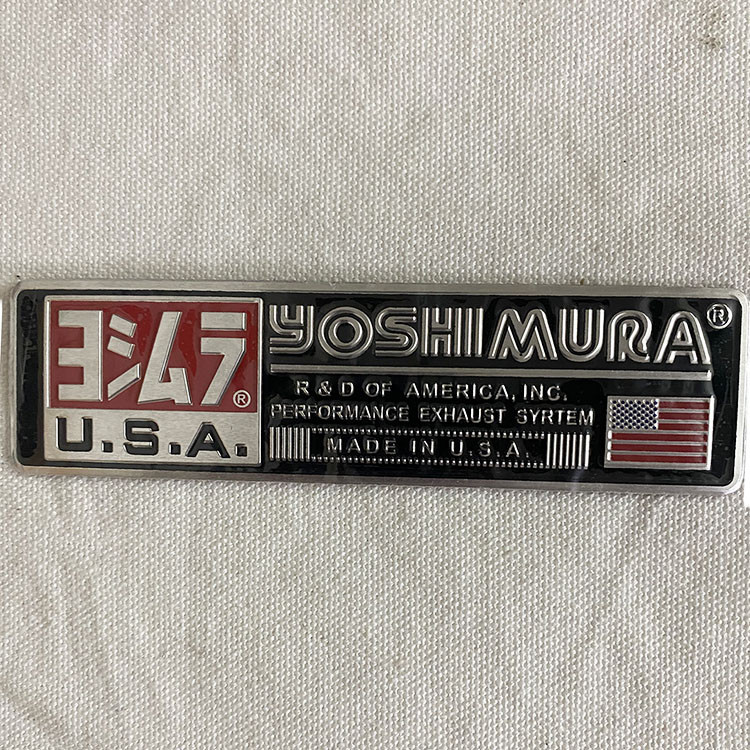 ヨシムラ®
U.S.A.
YOSHIMURA®
R & D OF AMERICA, INC.
PERFORMANCE EXHAUST SYRTEM
MADE IN U.S.A.